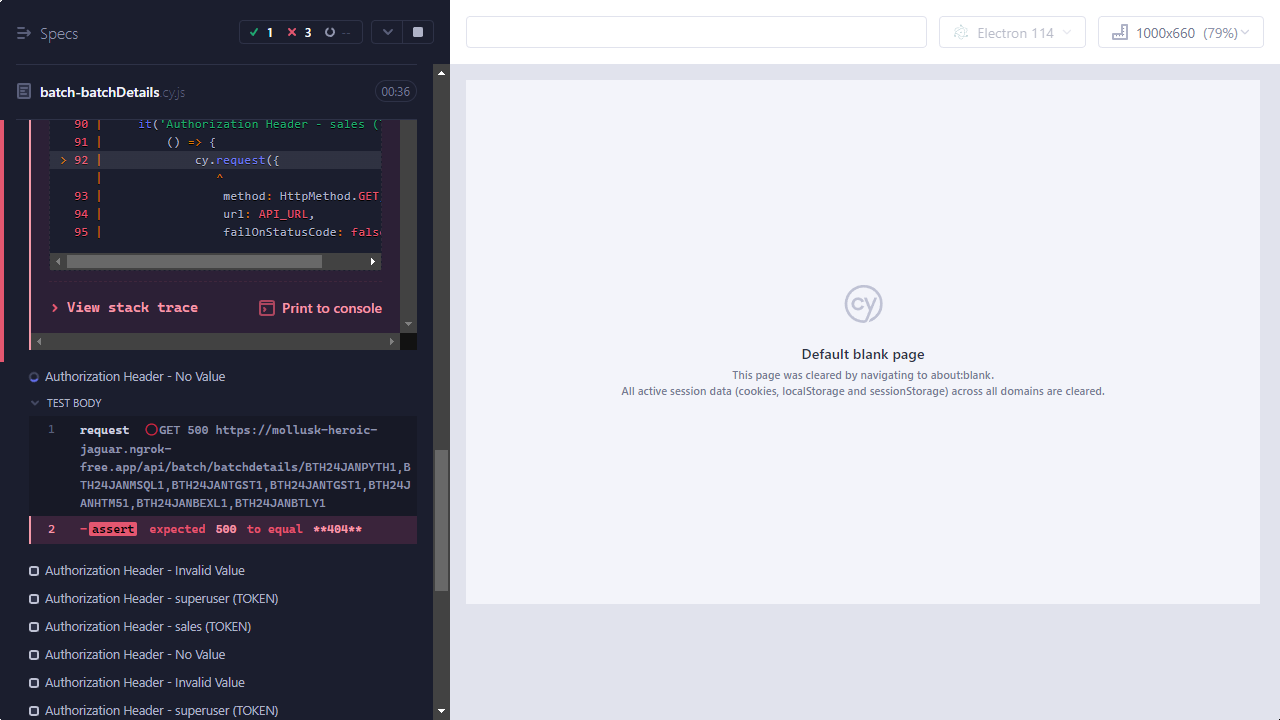 Specs
1
3
--
Electron 114
1000x660 (79%)
batch-batchDetails.cy.js
00:36
90 | it('Authorization Header - sales (
91 | () => {
> 92 | cy.request({
| ^
93 | method: HttpMethod.GET
94 | url: API_URL,
95 | failOnStatusCode: false
View stack trace
Print to console
Authorization Header - No Value
TEST BODY
1 request GET 500 https://mollusk-heroic-
jaguar.ngrok-
free.app/api/batch/batchdetails/BTH24JANPYTH1,B
TH24JANMSQL1,BTH24JANTGST1,BTH24JANTGST1,BTH24J
ANHTM51,BTH24JANBEXL1,BTH24JANBTLY1
2 -assert expected 500 to equal **404**
Authorization Header - Invalid Value
Authorization Header - superuser (TOKEN)
Authorization Header - sales (TOKEN)
Authorization Header - No Value
Authorization Header - Invalid Value
Authorization Header - superuser (TOKEN)
cy
Default blank page
This page was cleared by navigating to about:blank.
All active session data (cookies, localStorage and sessionStorage) across all domains are cleared.